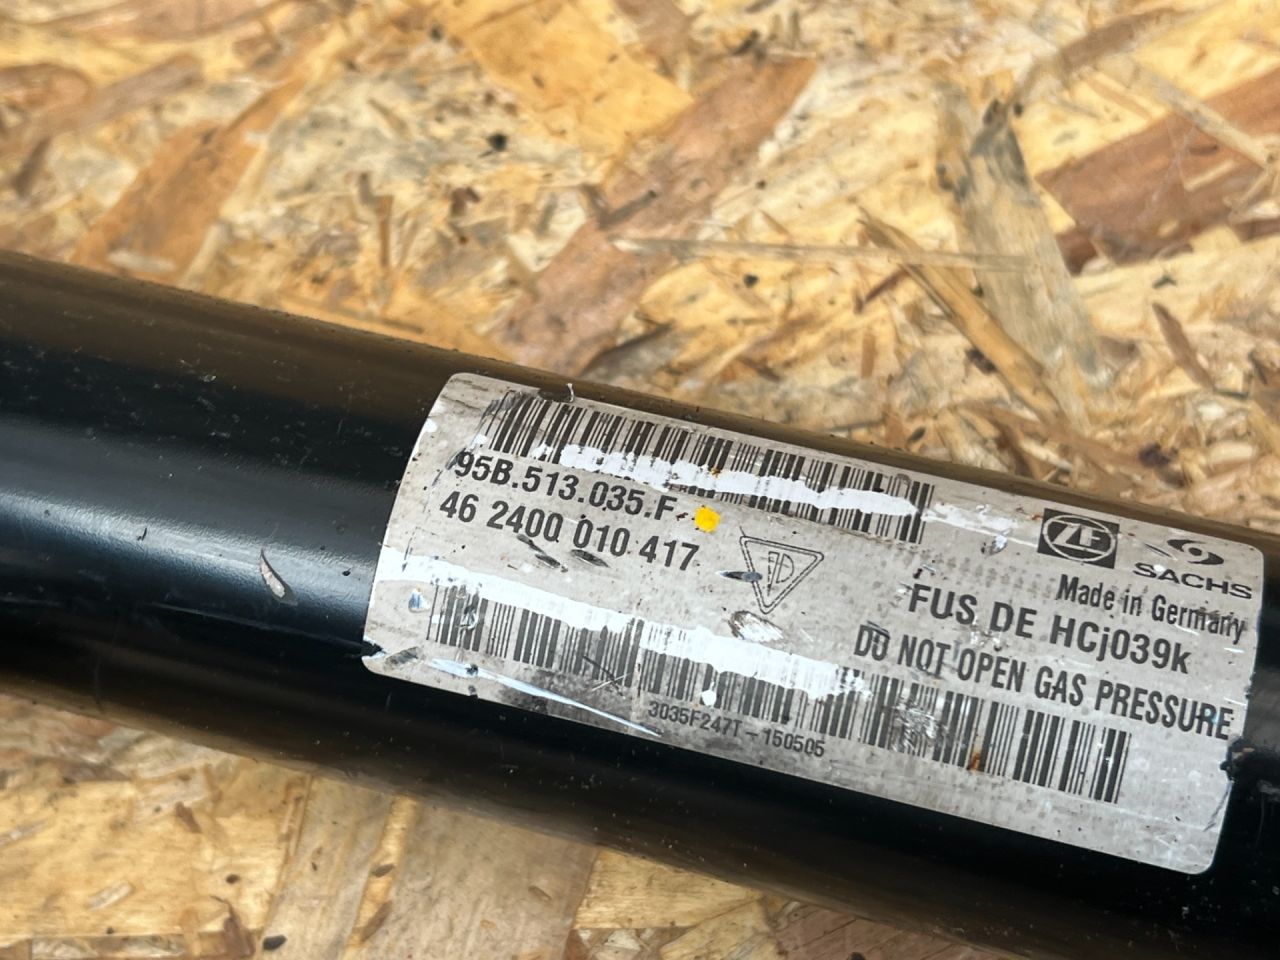 95B.513.035.F
46 2400 010 417
ZF
SACHS
Made in Germany
FUS DE HCj039k
DO NOT OPEN GAS PRESSURE
3035F247T-150505